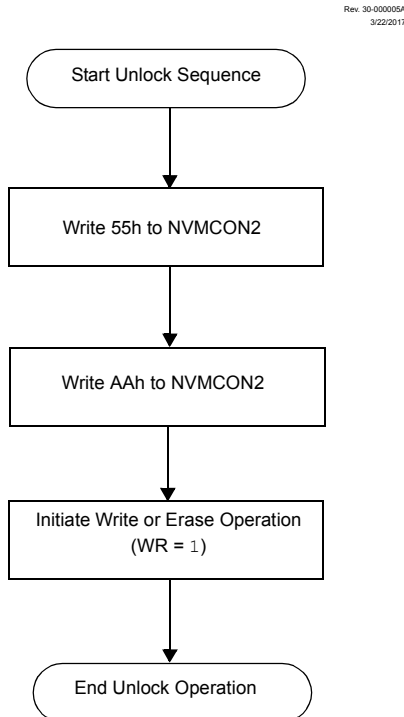 Rev. 30-000005A
3/22/2017
Start Unlock Sequence
Write 55h to NVMCON2
Write AAh to NVMCON2
Initiate Write or Erase Operation
(WR = 1)
End Unlock Operation